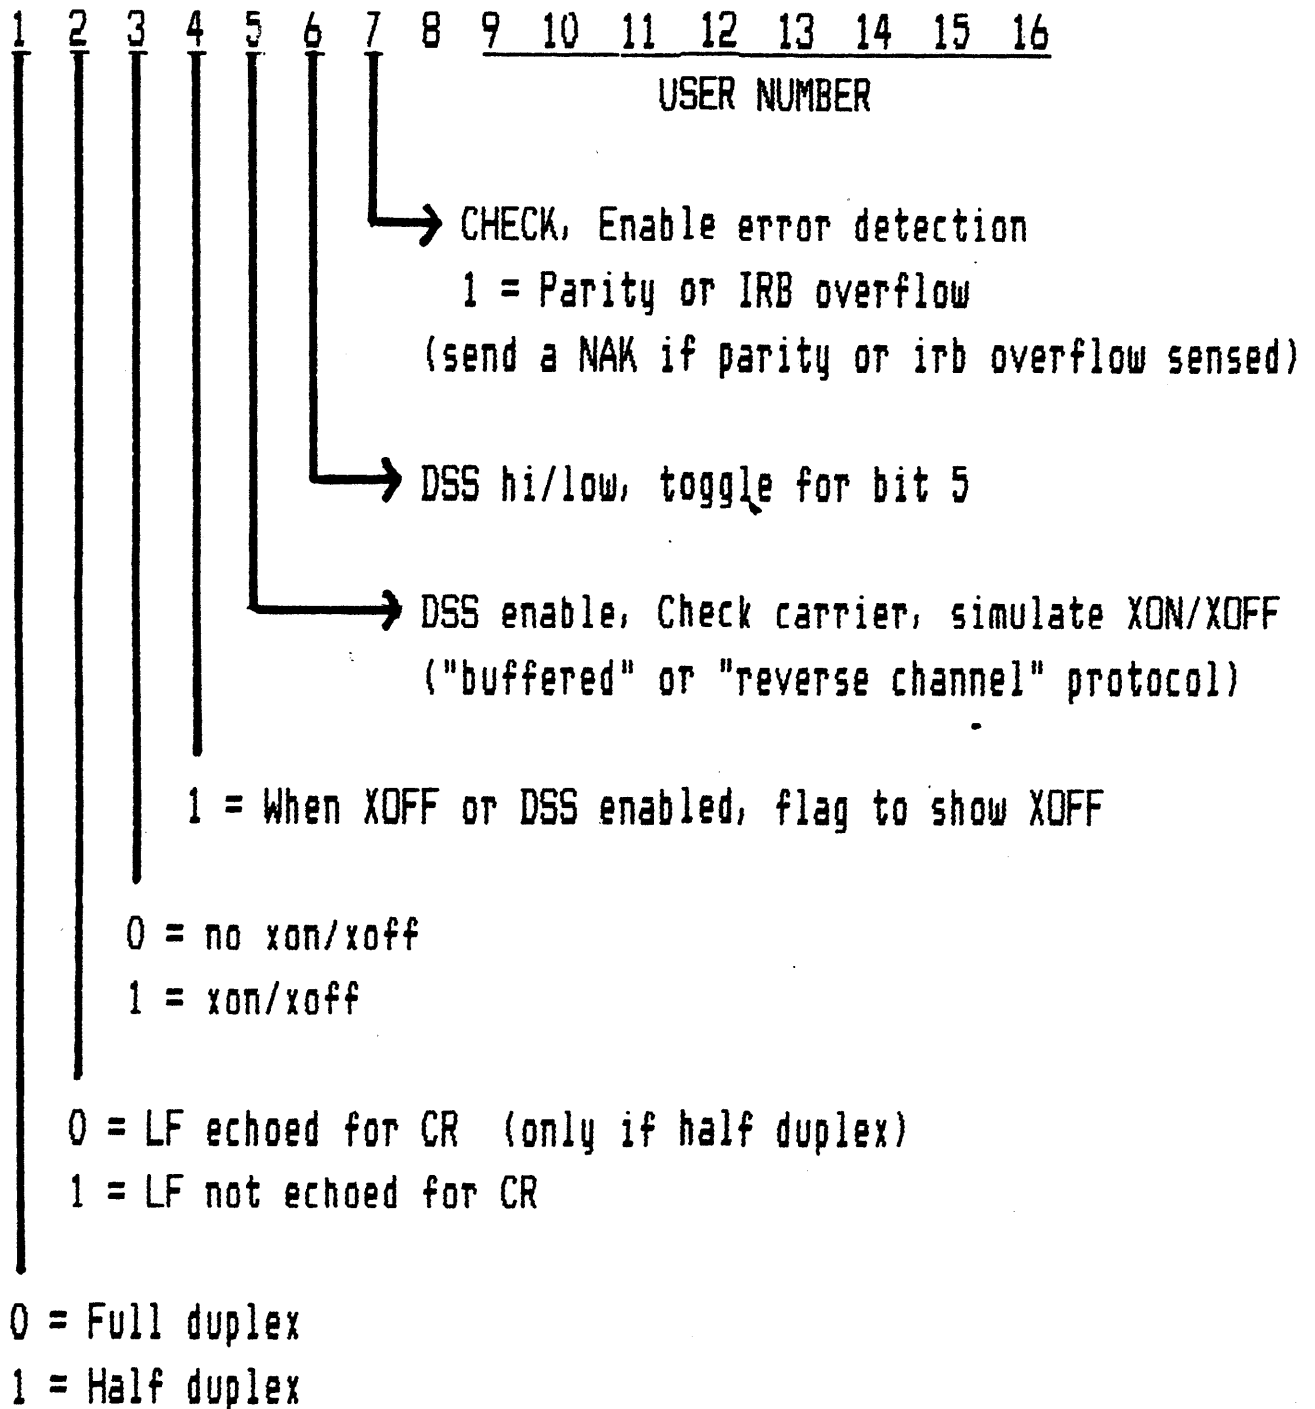 1 2 3 4 5 6 7 8 9 10 11 12 13 14 15 16
USER NUMBER
CHECK, Enable error detection
1 = Parity or IRB overflow
(send a NAK if parity or irb overflow sensed)
DSS hi/low, toggle for bit 5
DSS enable, Check carrier, simulate XON/XOFF
("buffered" or "reverse channel" protocol)
1 = When XOFF or DSS enabled, flag to show XOFF
0 = no xon/xoff
1 = xon/xoff
0 = LF echoed for CR (only if half duplex)
1 = LF not echoed for CR
0 = Full duplex
1 = Half duplex